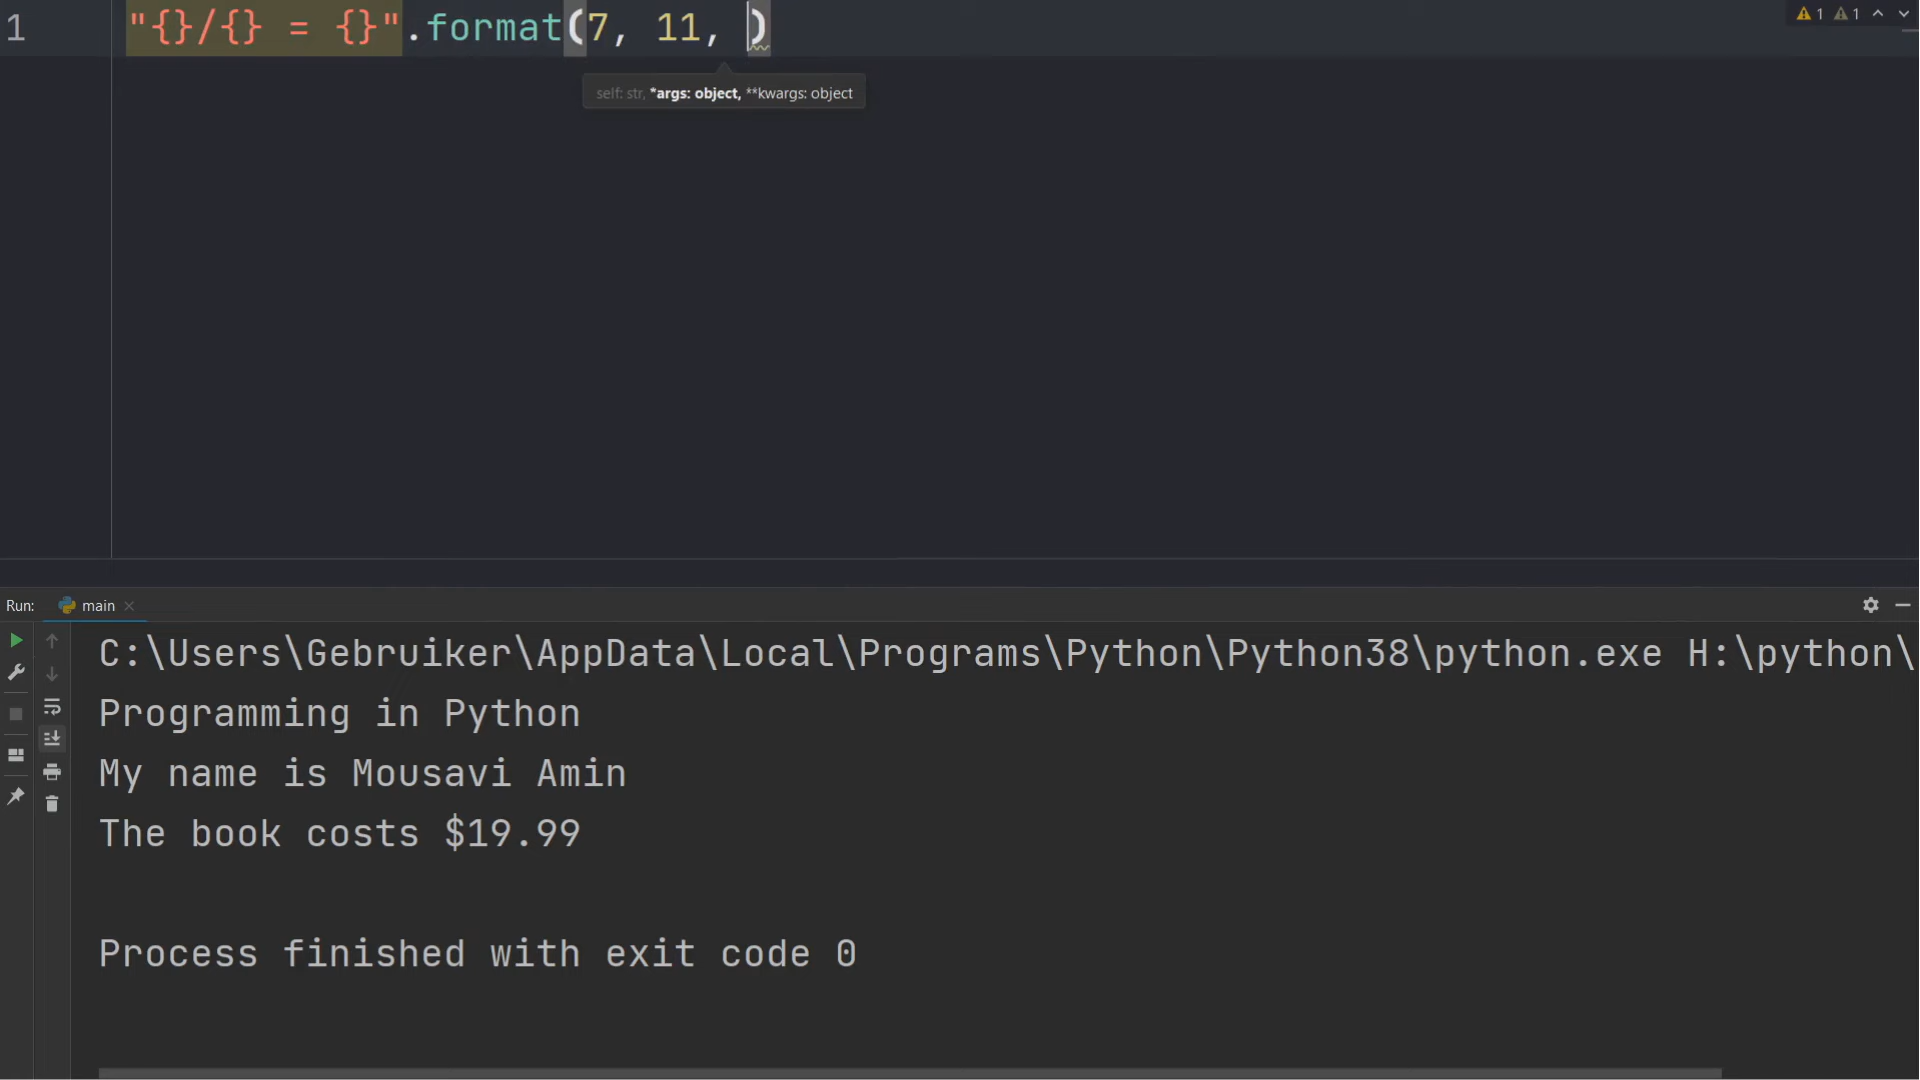 1 "{}/{} = {}".format(7, 11, )
1 1
self: str, *args: object, **kwargs: object
Run: main
C:\Users\Gebruiker\AppData\Local\Programs\Python\Python38\python.exe H:\python\
Programming in Python
My name is Mousavi Amin
The book costs $19.99
Process finished with exit code 0